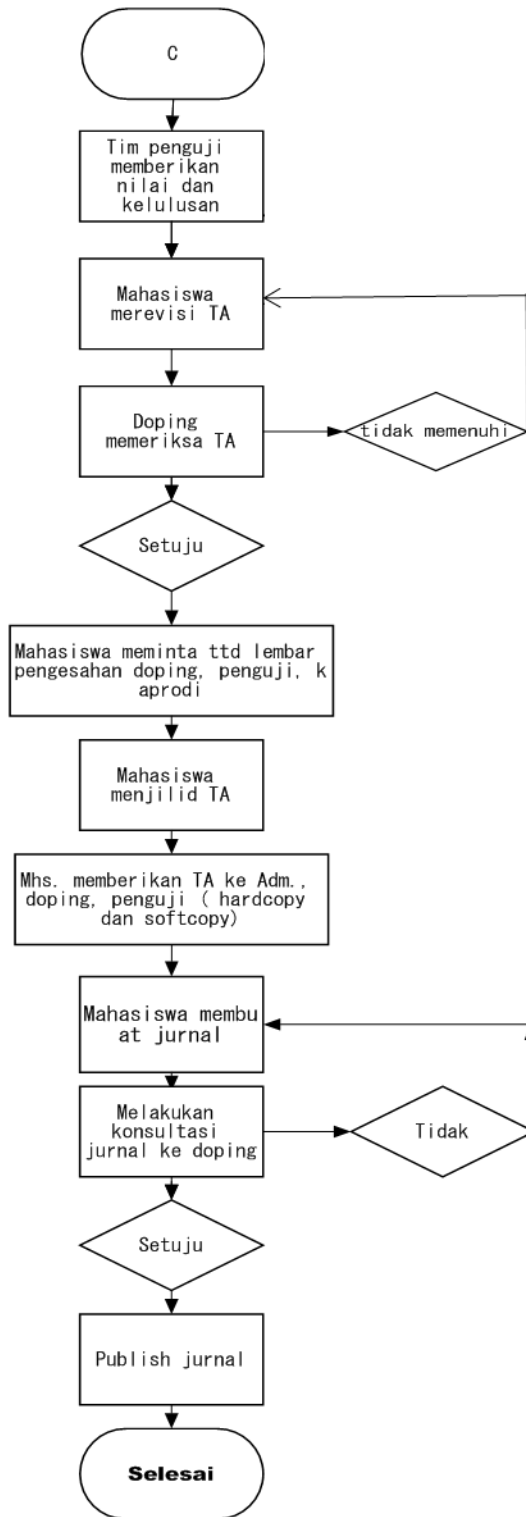 C
Tim penguji
memberikan
nilai dan
kelulusan
Mahasiswa
merevisi TA
Doping
memeriksa TA
tidak memenuhi
Setuju
Mahasiswa meminta ttd lembar
pengesahan doping, penguji, k
aprodi
Mahasiswa
menjilid TA
Mhs. memberikan TA ke Adm.,
doping, penguji ( hardcopy
dan softcopy)
Mahasiswa membu
at jurnal
Melakukan
konsultasi
jurnal ke doping
Tidak
Setuju
Publish jurnal
Selesai